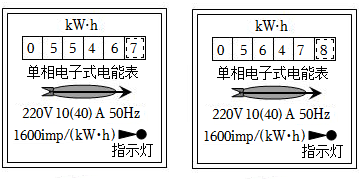 kW·h
0 5 5 4 6 7
单相电子式电能表
220V 10(40) A 50Hz
1600imp/(kW·h)
指示灯
kW·h
0 5 6 4 7 8
单相电子式电能表
220V 10(40) A 50Hz
1600imp/(kW·h)
指示灯